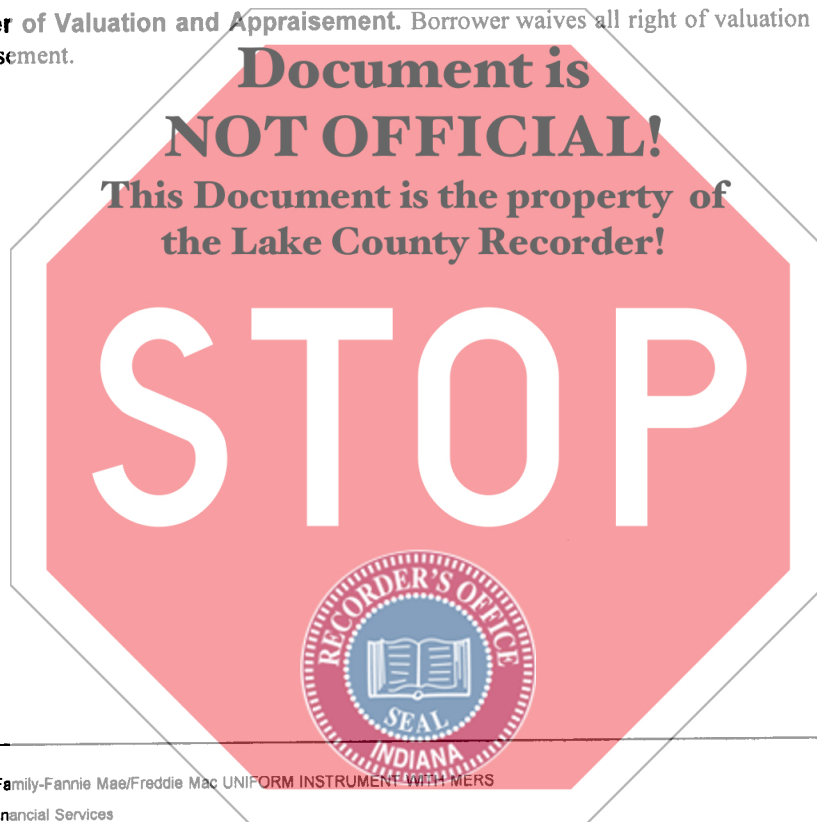 er of Valuation and Appraisement. Borrower waives all right of valuation
sement.
Document is
NOT OFFICIAL!
This Document is the property of
the Lake County Recorder!
STOP
RECORDER'S OFFICE
SEAL
INDIANA
Family-Fannie Mae/Freddie Mac UNIFORM INSTRUMENT WITH MERS
nancial Services